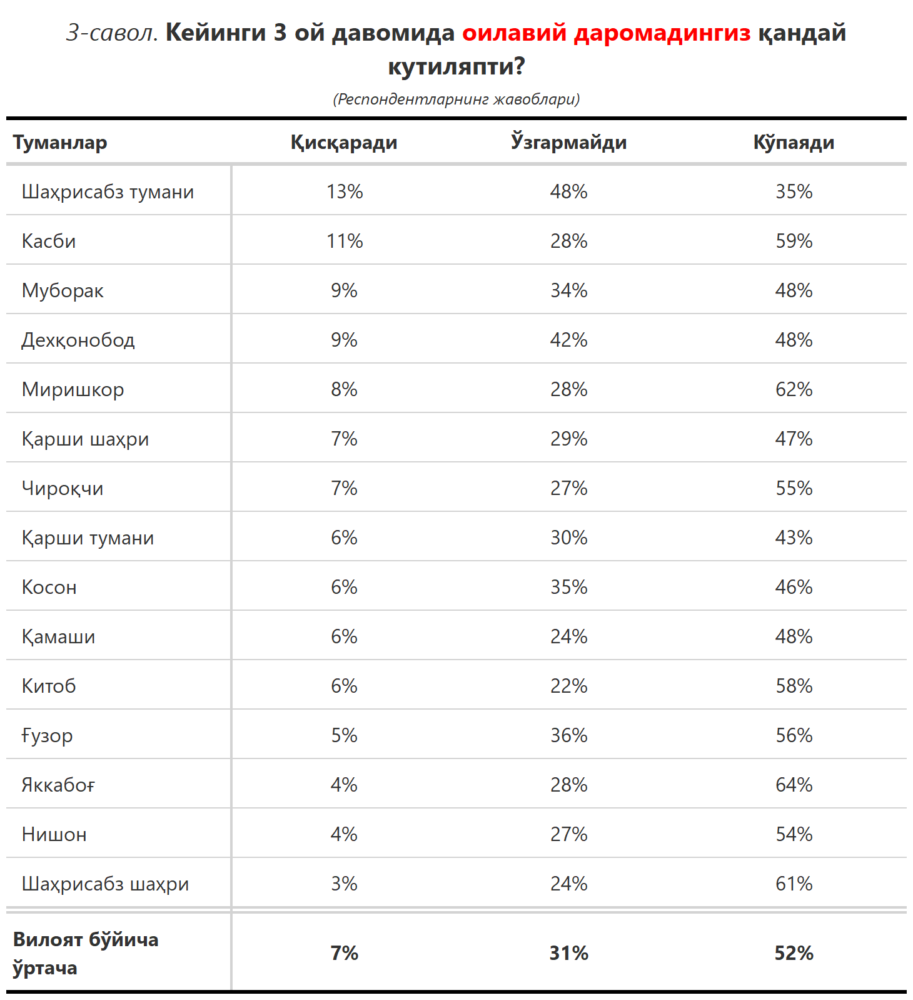 3-савол. Кейинги 3 ой давомида оилавий даромадингиз қандай
кутиляпти?
(Респондентларнинг жавоблари)
Туманлар Қисқаради Ўзгармайди Кўпаяди
Шаҳрисабз тумани 13% 48% 35%
Касби 11% 28% 59%
Муборак 9% 34% 48%
Дехқонобод 9% 42% 48%
Миришкор 8% 28% 62%
Қарши шаҳри 7% 29% 47%
Чироқчи 7% 27% 55%
Қарши тумани 6% 30% 43%
Косон 6% 35% 46%
Қамаши 6% 24% 48%
Китоб 6% 22% 58%
Ғузор 5% 36% 56%
Яккабоғ 4% 28% 64%
Нишон 4% 27% 54%
Шаҳрисабз шаҳри 3% 24% 61%
Вилоят бўйича
ўртача 7% 31% 52%